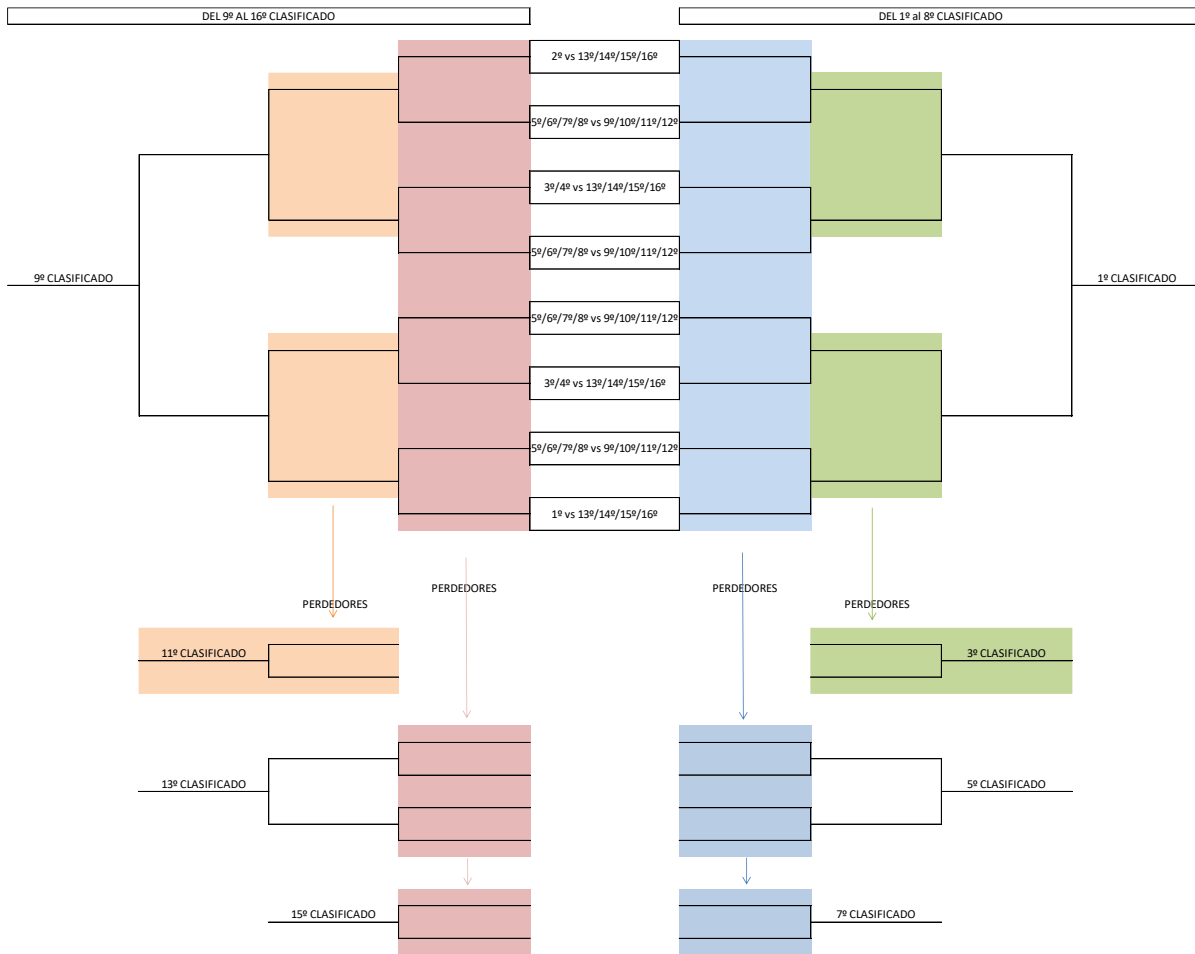 DEL 9º AL 16º CLASIFICADO
DEL 1º al 8º CLASIFICADO
2º vs 13º/14º/15º/16º
5º/6º/7º/8º vs 9º/10º/11º/12º
3º/4º vs 13º/14º/15º/16º
5º/6º/7º/8º vs 9º/10º/11º/12º
9º CLASIFICADO
1º CLASIFICADO
5º/6º/7º/8º vs 9º/10º/11º/12º
3º/4º vs 13º/14º/15º/16º
5º/6º/7º/8º vs 9º/10º/11º/12º
1º vs 13º/14º/15º/16º
PERDEDORES
PERDEDORES
PERDEDORES
PERDEDORES
11º CLASIFICADO
3º CLASIFICADO
13º CLASIFICADO
5º CLASIFICADO
15º CLASIFICADO
7º CLASIFICADO